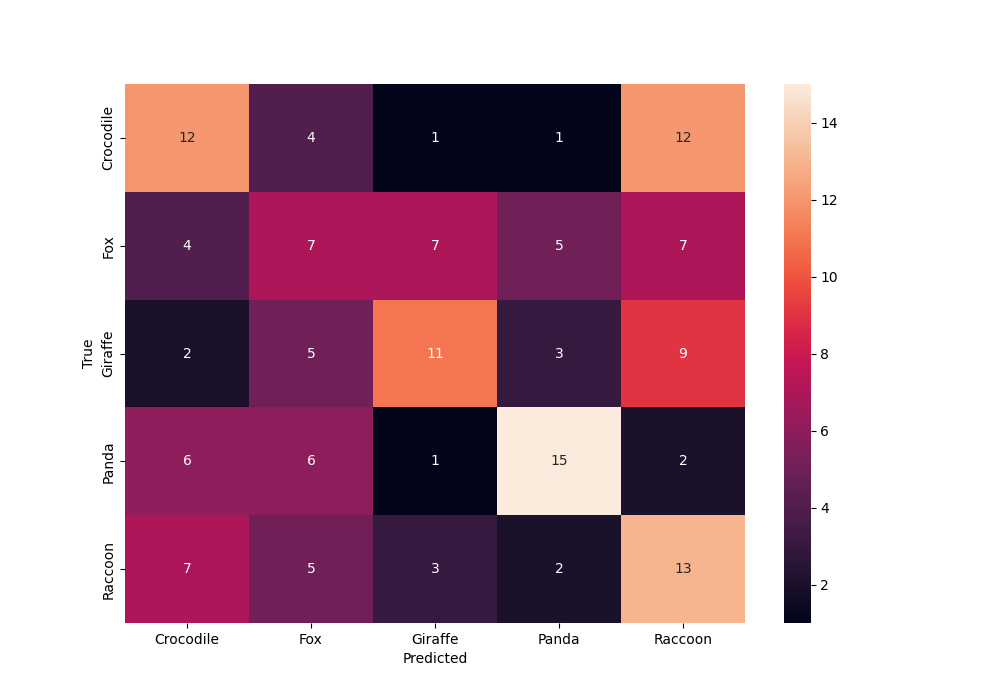 Crocodile 12 4 1 1 12
Fox 4 7 7 5 7
Giraffe 2 5 11 3 9
Panda 6 6 1 15 2
Raccoon 7 5 3 2 13
True
Crocodile Fox Giraffe Panda Raccoon
Predicted
14
12
10
8
6
4
2